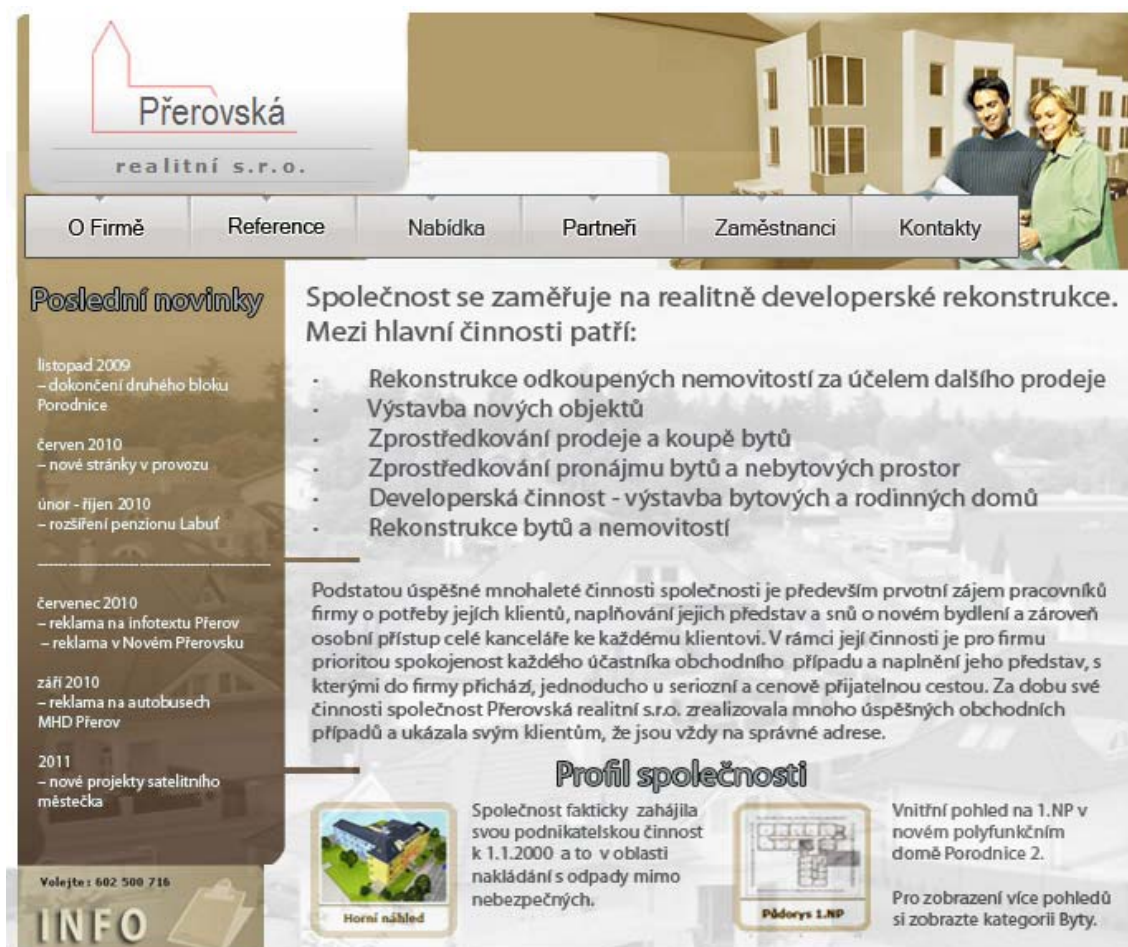 Přerovská
realitní s.r.o.
O Firmě
Reference
Nabídka
Partneři
Zaměstnanci
Kontakty
Poslední novinky
listopad 2009
– dokončení druhého bloku
Porodnice
červen 2010
– nové stránky v provozu
únor - říjen 2010
– rozšíření penzionu Labuť
červenec 2010
– reklama na infotextu Přerov
– reklama v Novém Přerovsku
září 2010
– reklama na autobusech
MHD Přerov
2011
– nové projekty satelitního
městečka
Volejte: 602 500 716
INFO
Společnost se zaměřuje na realitně developerské rekonstrukce.
Mezi hlavní činnosti patří:
· Rekonstrukce odkoupených nemovitostí za účelem dalšího prodeje
· Výstavba nových objektů
· Zprostředkování prodeje a koupě bytů
· Zprostředkování pronájmu bytů a nebytových prostor
· Developerská činnost - výstavba bytových a rodinných domů
· Rekonstrukce bytů a nemovitostí
Podstatou úspěšné mnohaleté činnosti společnosti je především prvotní zájem pracovníků
firmy o potřeby jejích klientů, naplňování jejich představ a snů o novém bydlení a zároveň
osobní přístup celé kanceláře ke každému klientovi. V rámci její činnosti je pro firmu
prioritou spokojenost každého účastníka obchodního případu a naplnění jeho představ, s
kterými do firmy přichází, jednoducho u seriozní a cenově přijatelnou cestou. Za dobu své
činnosti společnost Přerovská realitní s.r.o. zrealizovala mnoho úspěšných obchodních
případů a ukázala svým klientům, že jsou vždy na správné adrese.
Profil společnosti
Horní náhled
Společnost fakticky zahájila
svou podnikatelskou činnost
k 1.1.2000 a to v oblasti
nakládání s odpady mimo
nebezpečných.
Půdorys 1.NP
Vnitřní pohled na 1.NP v
novém polyfunkčním
domě Porodnice 2.
Pro zobrazení více pohledů
si zobrazte kategorii Byty.